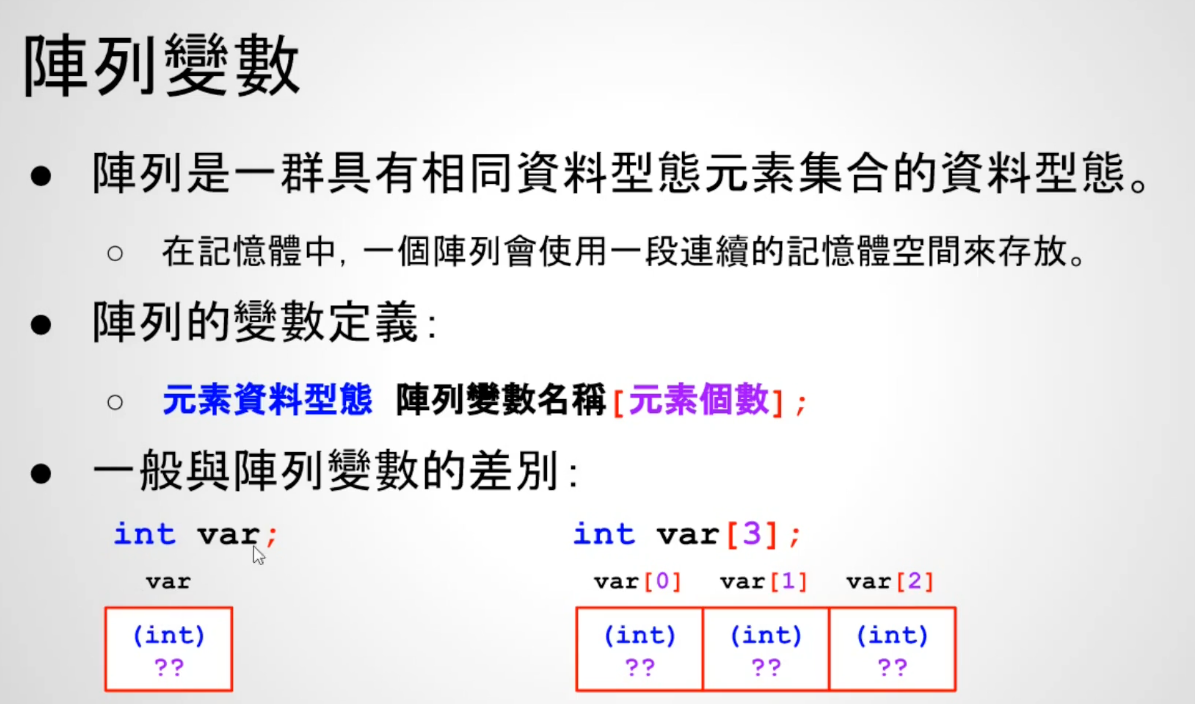 陣列變數
● 陣列是一群具有相同資料型態元素集合的資料型態。
○ 在記憶體中, 一個陣列會使用一段連續的記憶體空間來存放。
● 陣列的變數定義:
○ 元素資料型態 陣列變數名稱[元素個數];
● 一般與陣列變數的差別:
int var; int var[3];
var var[0] var[1] var[2]
(int) (int) (int) (int)
?? ?? ?? ??